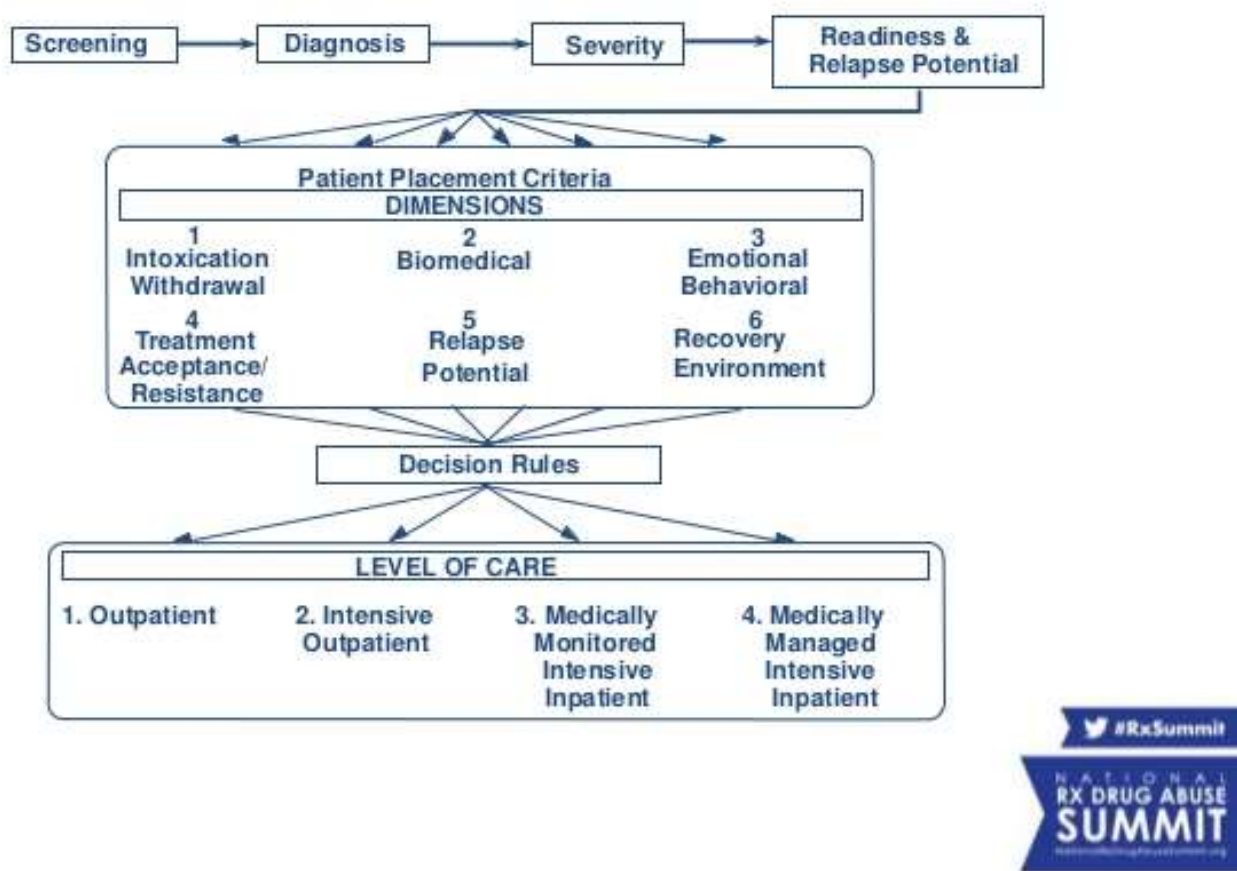 Screening
Diagnosis
Severity
Readiness &
Relapse Potential
Patient Placement Criteria
DIMENSIONS
1
Intoxication
Withdrawal
2
Biomedical
3
Emotional
Behavioral
4
Treatment
Acceptance/
Resistance
5
Relapse
Potential
6
Recovery
Environment
Decision Rules
LEVEL OF CARE
1. Outpatient
2. Intensive
Outpatient
3. Medically
Monitored
Intensive
Inpatient
4. Medically
Managed
Intensive
Inpatient
#RxSummit
NATIONAL
RX DRUG ABUSE
SUMMIT